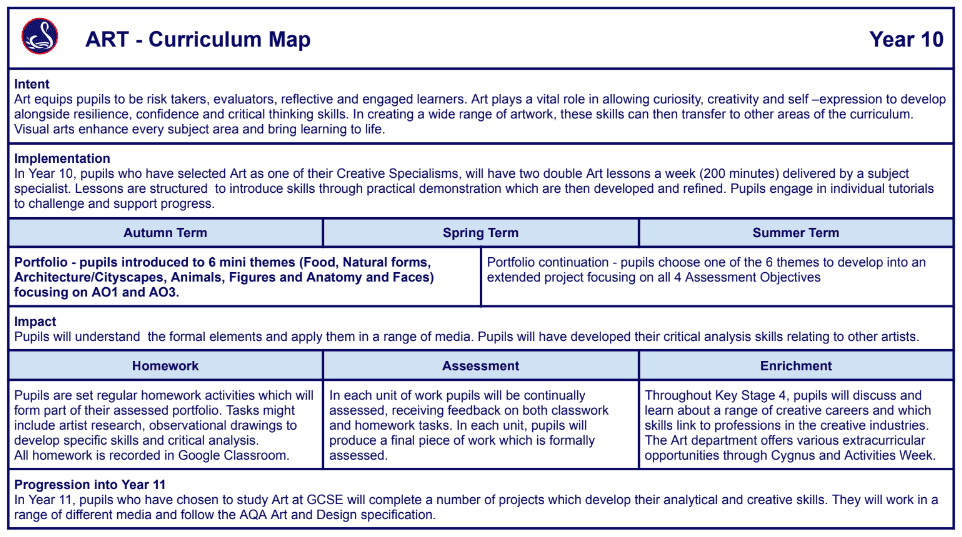 ART - Curriculum Map
Year 10
Intent
Art equips pupils to be risk takers, evaluators, reflective and engaged learners. Art plays a vital role in allowing curiosity, creativity and self –expression to develop
alongside resilience, confidence and critical thinking skills. In creating a wide range of artwork, these skills can then transfer to other areas of the curriculum.
Visual arts enhance every subject area and bring learning to life.
Implementation
In Year 10, pupils who have selected Art as one of their Creative Specialisms, will have two double Art lessons a week (200 minutes) delivered by a subject
specialist. Lessons are structured  to introduce skills through practical demonstration which are then developed and refined. Pupils engage in individual tutorials
to challenge and support progress.
Autumn Term
Spring Term
Summer Term
Portfolio - pupils introduced to 6 mini themes (Food, Natural forms,
Architecture/Cityscapes, Animals, Figures and Anatomy and Faces)
focusing on AO1 and AO3.
Portfolio continuation - pupils choose one of the 6 themes to develop into an
extended project focusing on all 4 Assessment Objectives
Impact
Pupils will understand  the formal elements and apply them in a range of media. Pupils will have developed their critical analysis skills relating to other artists.
Homework
Assessment
Enrichment
Pupils are set regular homework activities which will
form part of their assessed portfolio. Tasks might
include artist research, observational drawings to
develop specific skills and critical analysis.
All homework is recorded in Google Classroom.
In each unit of work pupils will be continually
assessed, receiving feedback on both classwork
and homework tasks. In each unit, pupils will
produce a final piece of work which is formally
assessed.
Throughout Key Stage 4, pupils will discuss and
learn about a range of creative careers and which
skills link to professions in the creative industries.
The Art department offers various extracurricular
opportunities through Cygnus and Activities Week.
Progression into Year 11
In Year 11, pupils who have chosen to study Art at GCSE will complete a number of projects which develop their analytical and creative skills. They will work in a
range of different media and follow the AQA Art and Design specification.